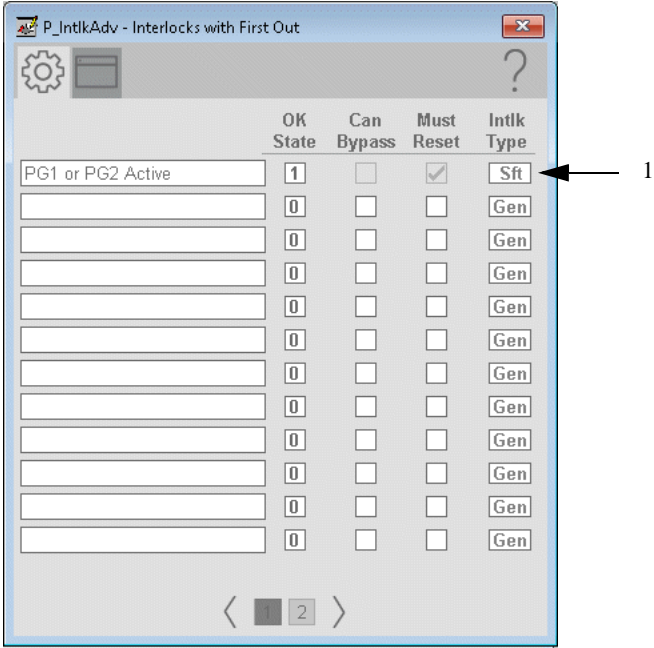 P_IntlkAdv - Interlocks with First Out
?
OK State Can Bypass Must Reset Intlk Type
PG1 or PG2 Active 1 Sft 1
0 Gen
0 Gen
0 Gen
0 Gen
0 Gen
0 Gen
0 Gen
0 Gen
0 Gen
0 Gen
0 Gen
1 2